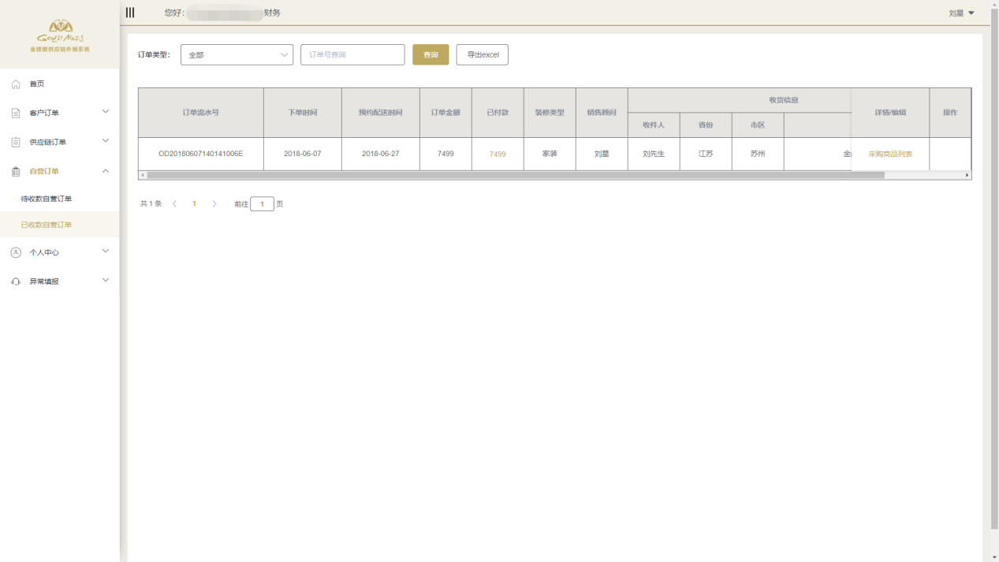 您好: 财务
刘星
GOLD MANTIS
金螳螂供应链外销系统
首页
客户订单
供应链订单
自营订单
待收款自营订单
已收款自营订单
个人中心
异常填报
订单类型: 全部 订单号查询 查询 导出excel
订单流水号 下单时间 预约配送时间 订单金额 已付款 装修类型 销售顾问 收货信息 详情/编辑 操作
收件人 省份 市区
OD20180607140141006E 2018-06-07 2018-06-27 7499 7499 家装 刘星 刘先生 江苏 苏州 采购商品列表
共 1 条 1 前往 1 页